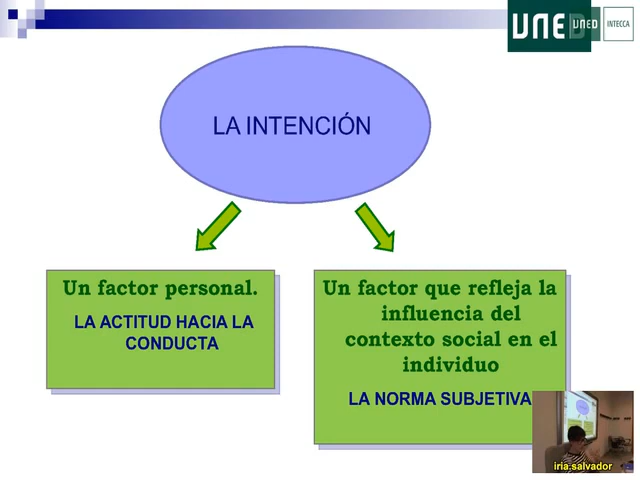 UNED
UNED
INTECCA
LA INTENCIÓN
Un factor personal.
LA ACTITUD HACIA LA
CONDUCTA
Un factor que refleja la
influencia del
contexto social en el
individuo
LA NORMA SUBJETIVA
iria.salvador